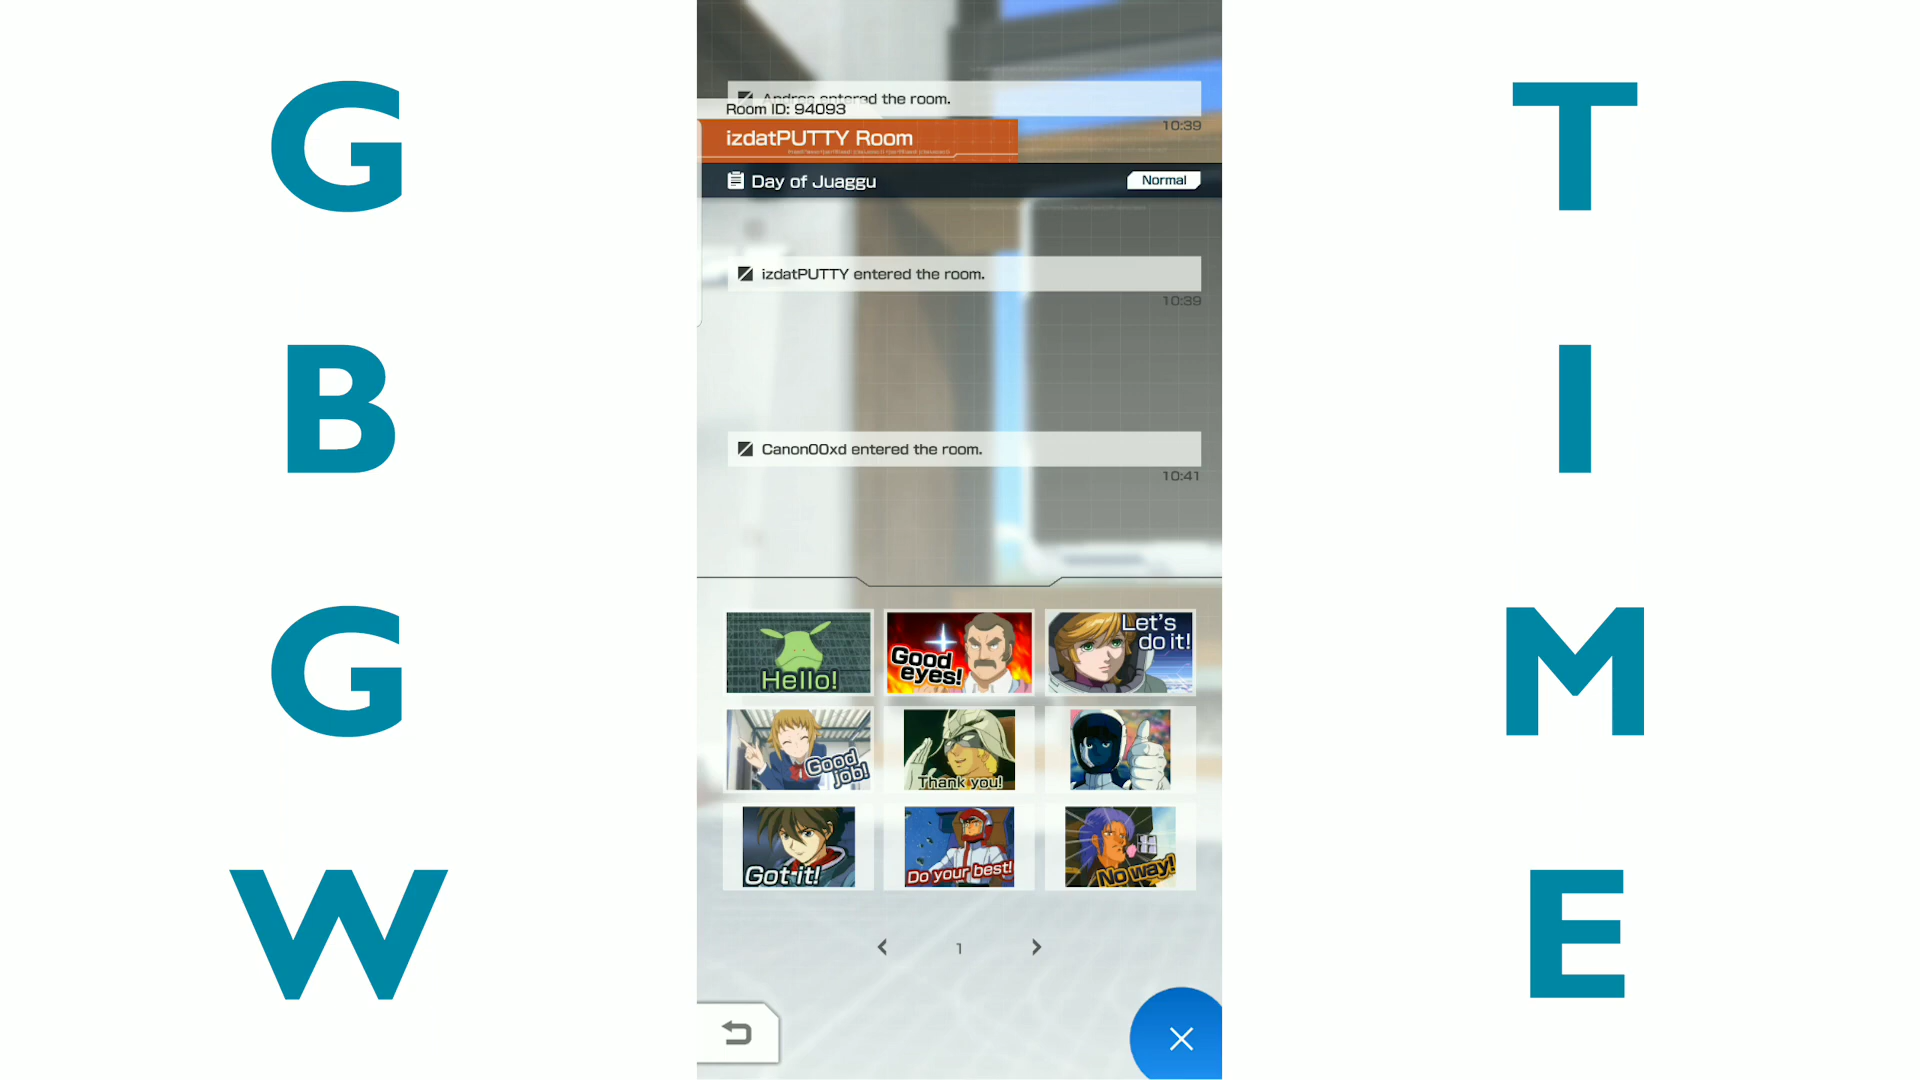 G
B
G
W
Andrea entered the room.
Room ID: 94093
10:39
izdatPUTTY Room
Day of Juaggu
Normal
izdatPUTTY entered the room.
10:39
Canon00xd entered the room.
10:41
Hello!
Good
eyes!
Let's
do it!
Good
job!
Thank you!
Got it!
Do your best!
No way!
1
T
I
M
E